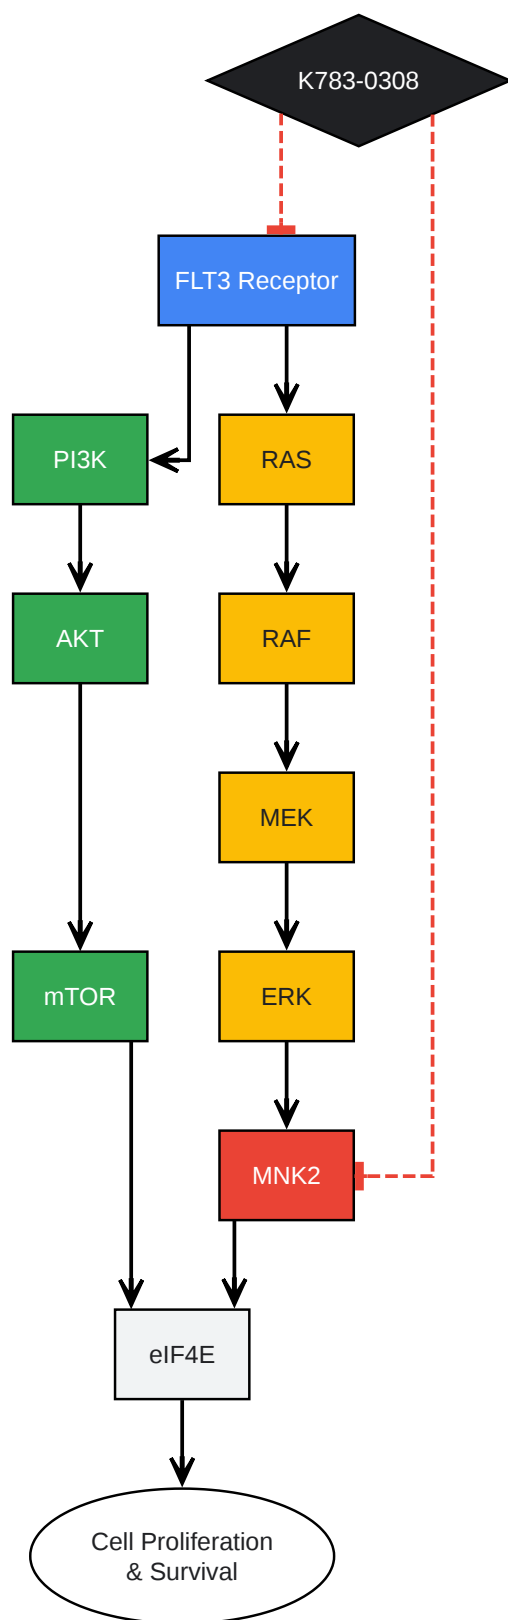 K783-0308
FLT3 Receptor
PI3K
RAS
AKT
RAF
MEK
mTOR
ERK
MNK2
eIF4E
Cell Proliferation
& Survival